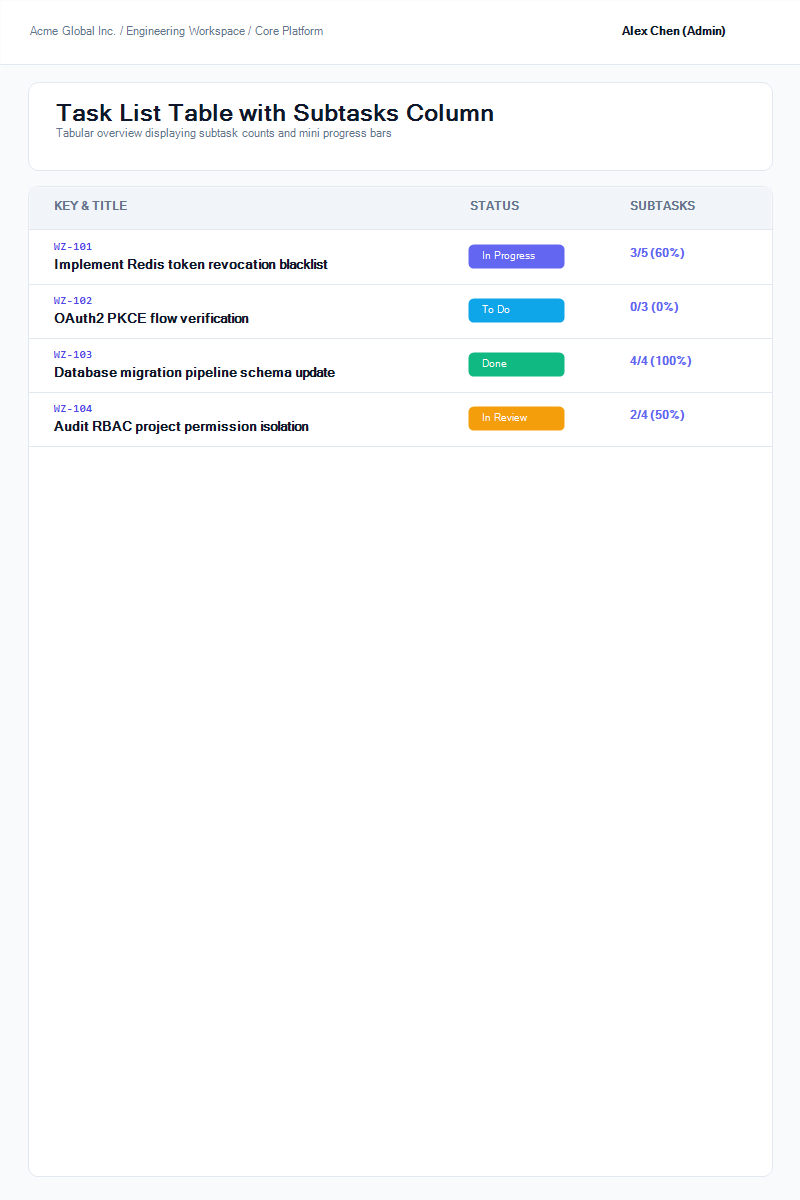 Acme Global Inc. / Engineering Workspace / Core Platform
Alex Chen (Admin)
Task List Table with Subtasks Column
Tabular overview displaying subtask counts and mini progress bars
KEY & TITLE STATUS SUBTASKS
WZ-101
Implement Redis token revocation blacklist
In Progress
3/5 (60%)
WZ-102
OAuth2 PKCE flow verification
To Do
0/3 (0%)
WZ-103
Database migration pipeline schema update
Done
4/4 (100%)
WZ-104
Audit RBAC project permission isolation
In Review
2/4 (50%)